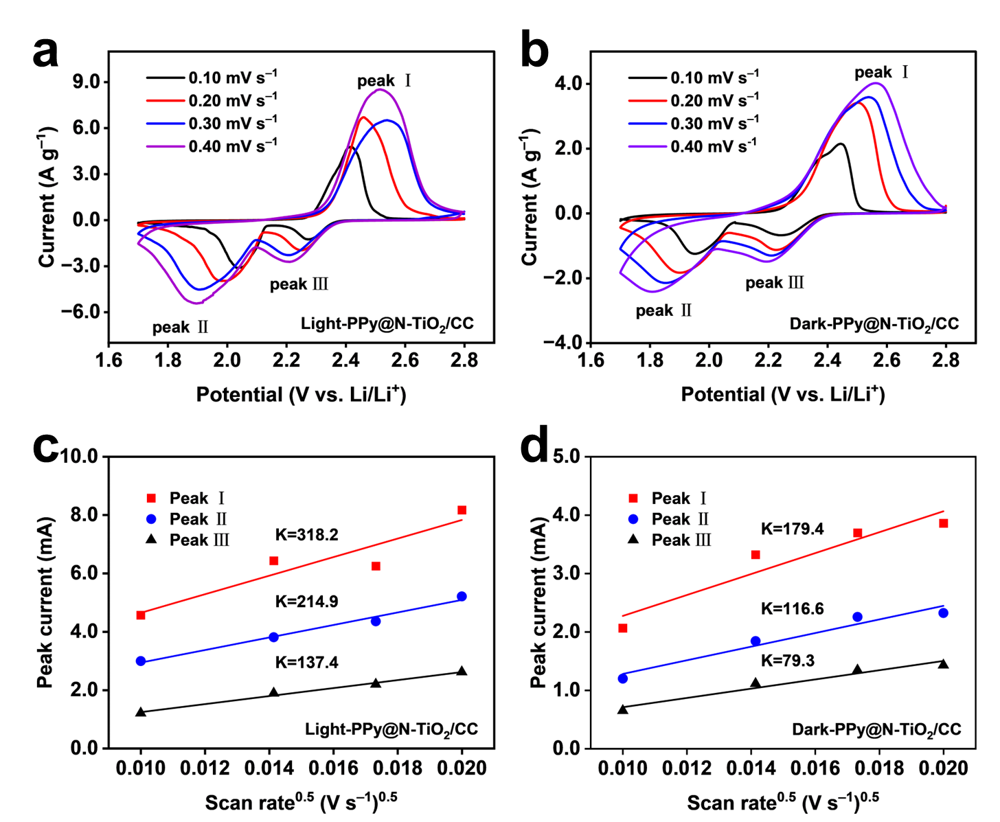 a
9.0
6.0
3.0
0.0
−3.0
−6.0
1.6 1.8 2.0 2.2 2.4 2.6 2.8
Current (A g⁻¹)
Potential (V vs. Li/Li⁺)
0.10 mV s⁻¹
0.20 mV s⁻¹
0.30 mV s⁻¹
0.40 mV s⁻¹
peak Ⅰ
peak Ⅲ
peak Ⅱ
Light-PPy@N-TiO₂/CC
b
4.0
2.0
0.0
−2.0
−4.0
1.6 1.8 2.0 2.2 2.4 2.6 2.8
Current (A g⁻¹)
Potential (V vs. Li/Li⁺)
0.10 mV s⁻¹
0.20 mV s⁻¹
0.30 mV s⁻¹
0.40 mV s⁻¹
peak Ⅰ
peak Ⅲ
peak Ⅱ
Dark-PPy@N-TiO₂/CC
c
10.0
8.0
6.0
4.0
2.0
0.0
0.010 0.012 0.014 0.016 0.018 0.020
Peak current (mA)
Scan rate⁰·⁵ (V s⁻¹)⁰·⁵
Peak Ⅰ
Peak Ⅱ
Peak Ⅲ
K=318.2
K=214.9
K=137.4
Light-PPy@N-TiO₂/CC
d
5.0
4.0
3.0
2.0
1.0
0.0
0.010 0.012 0.014 0.016 0.018 0.020
Peak current (mA)
Scan rate⁰·⁵ (V s⁻¹)⁰·⁵
Peak Ⅰ
Peak Ⅱ
Peak Ⅲ
K=179.4
K=116.6
K=79.3
Dark-PPy@N-TiO₂/CC